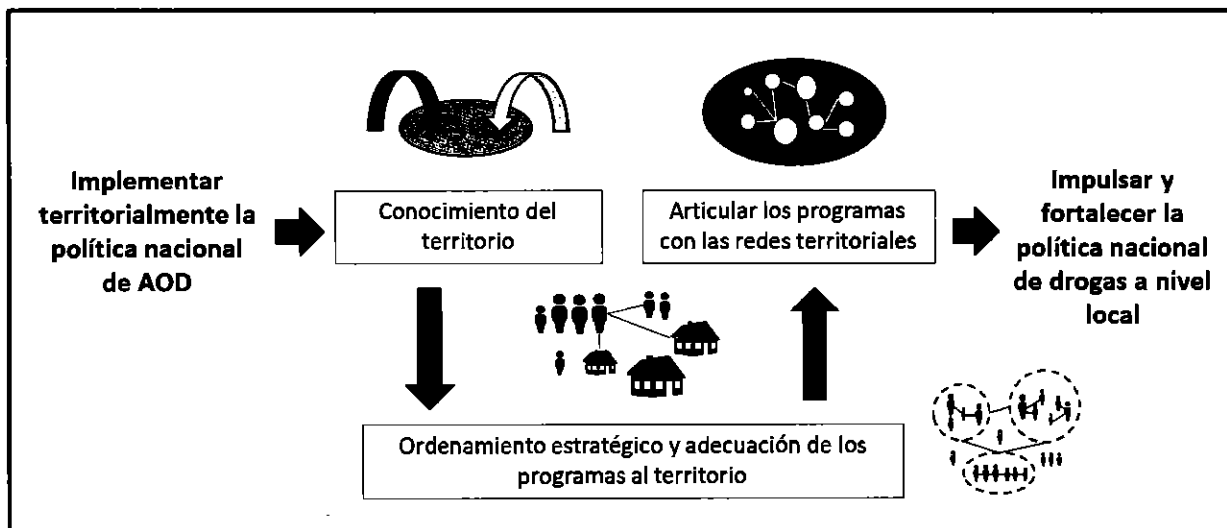 Implementar
territorialmente la
política nacional
de AOD
Conocimiento del
territorio
Articular los programas
con las redes territoriales
Impulsar y
fortalecer la
política nacional
de drogas a nivel
local
Ordenamiento estratégico y adecuación de los
programas al territorio